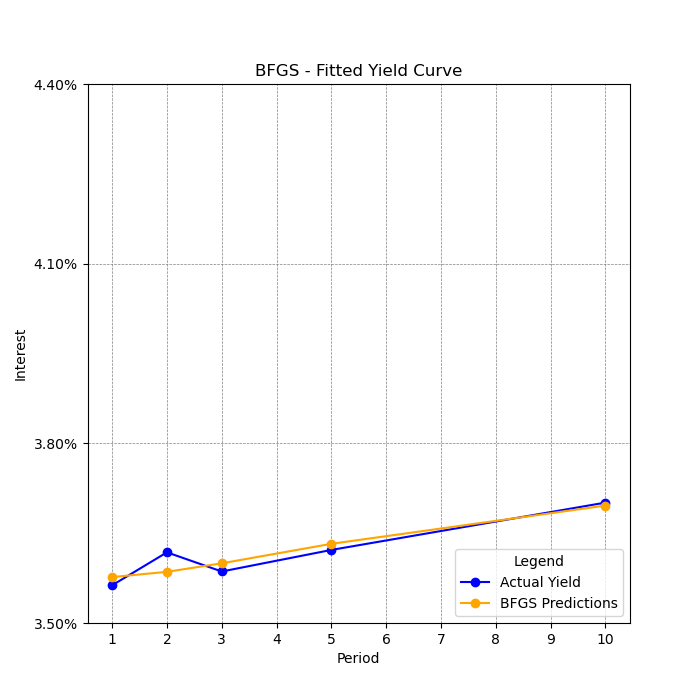 BFGS - Fitted Yield Curve
4.40%
4.10%
3.80%
3.50%
Interest
1 2 3 4 5 6 7 8 9 10
Period
Legend
Actual Yield
BFGS Predictions